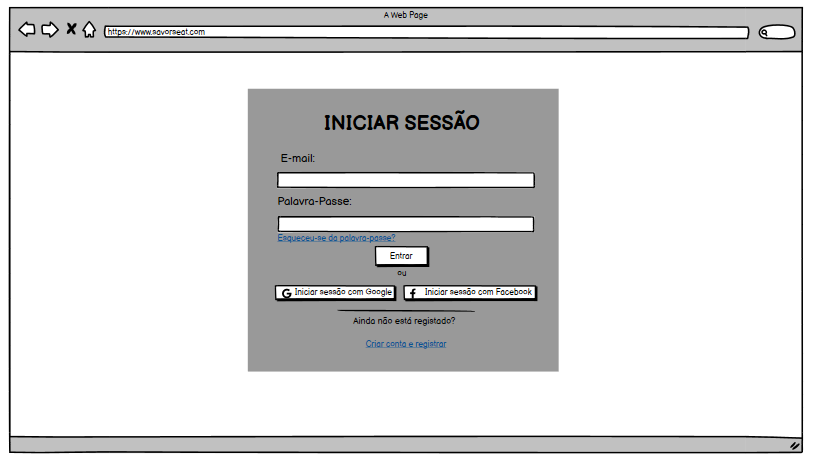 A Web Page
https://www.savorseat.com
INICIAR SESSÃO
E-mail:
Palavra-Passe:
Esqueceu-se da palavra-passe?
Entrar
ou
Iniciar sessão com Google
Iniciar sessão com Facebook
Ainda não está registado?
Criar conta e registrar